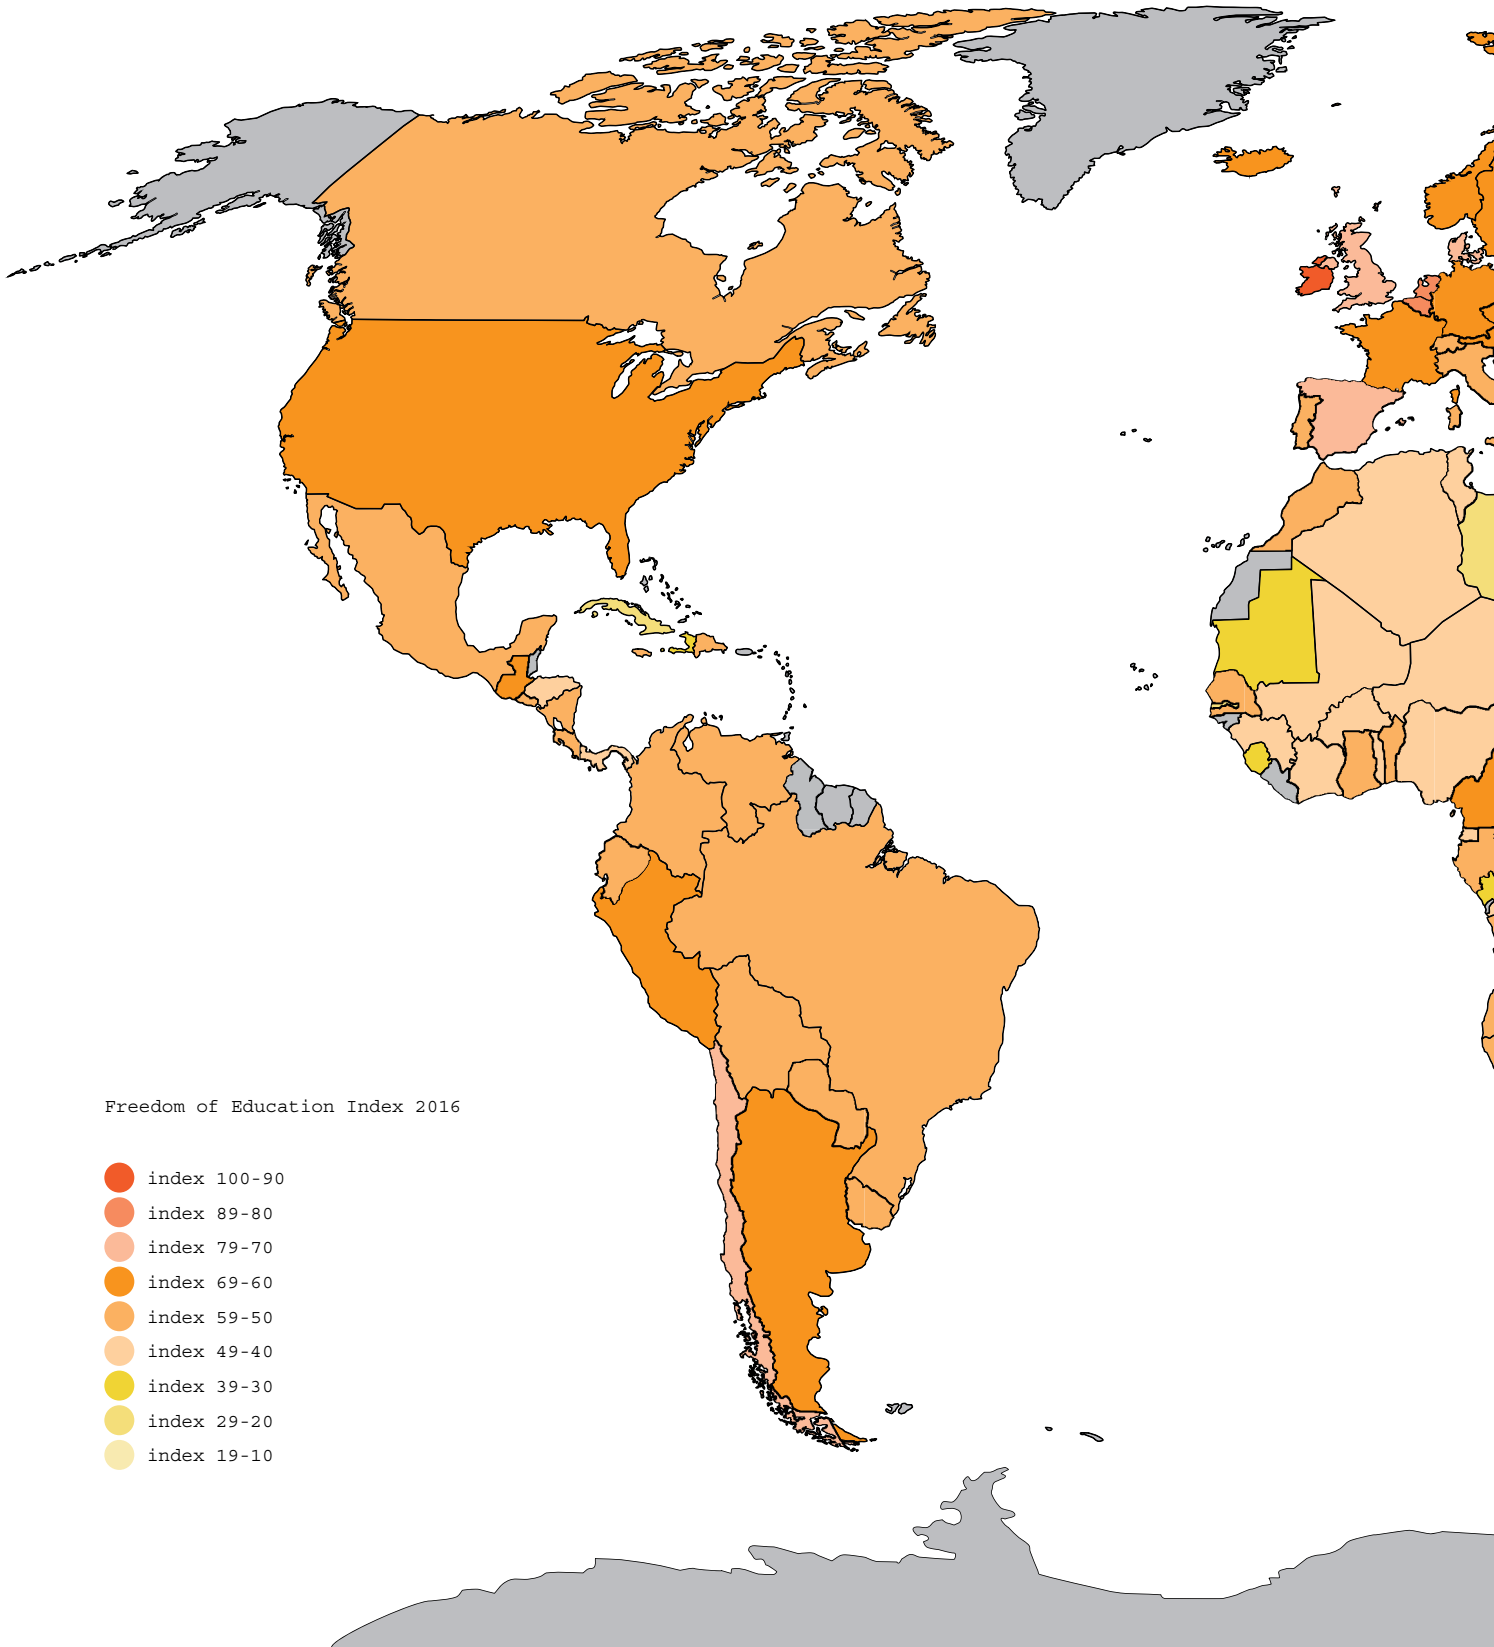 Freedom of Education Index 2016
index 100-90
index 89-80
index 79-70
index 69-60
index 59-50
index 49-40
index 39-30
index 29-20
index 19-10